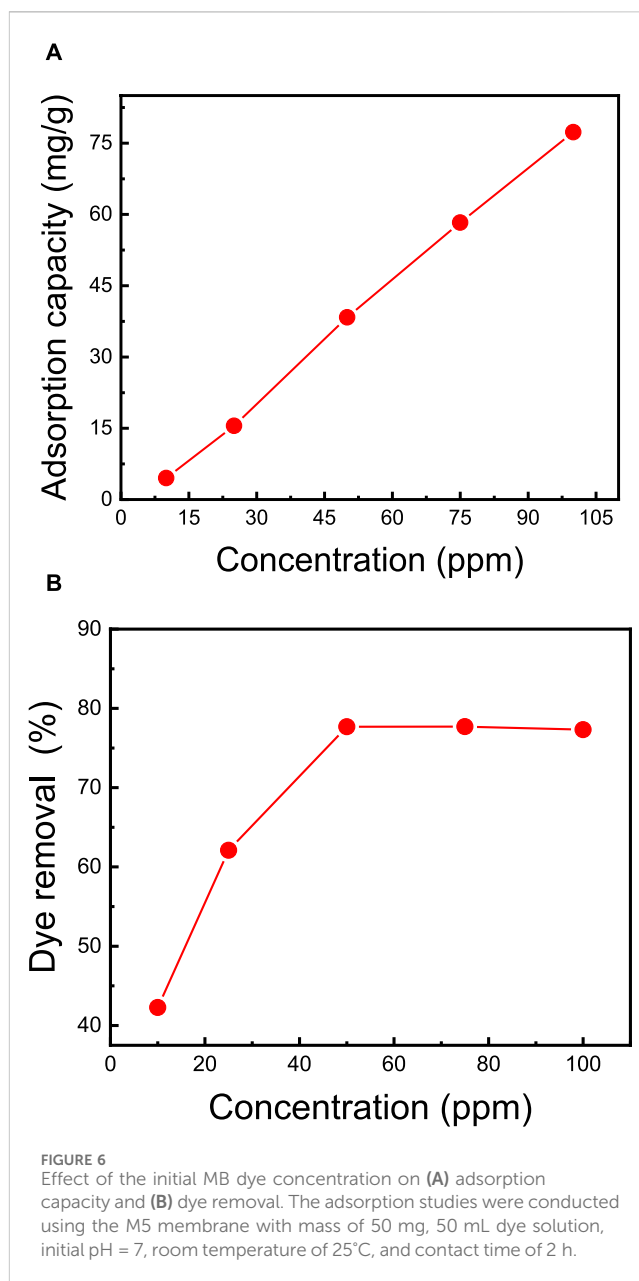 A
Adsorption capacity (mg/g)
75
60
45
30
15
0
0 15 30 45 60 75 90 105
Concentration (ppm)
B
Dye removal (%)
90
80
70
60
50
40
0 20 40 60 80 100
Concentration (ppm)
FIGURE 6
Effect of the initial MB dye concentration on (A) adsorption
capacity and (B) dye removal. The adsorption studies were conducted
using the M5 membrane with mass of 50 mg, 50 mL dye solution,
initial pH = 7, room temperature of 25°C, and contact time of 2 h.